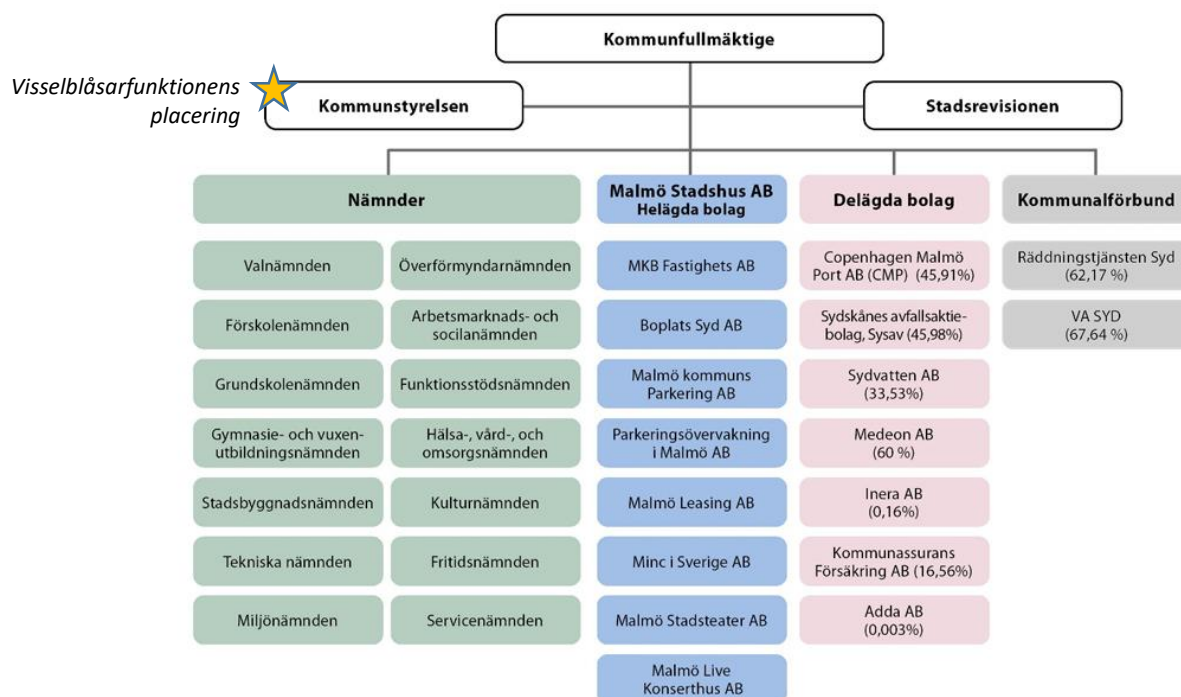 Kommunfullmäktige
Visselblåsarfunktionens
placering
Kommunstyrelsen
Stadsrevisionen
Nämnder
Malmö Stadshus AB
Helägda bolag
Delägda bolag
Kommunalförbund
Valnämnden
Överförmyndarnämnden
MKB Fastighets AB
Copenhagen Malmö
Port AB (CMP) (45,91%)
Räddningstjänsten Syd
(62,17 %)
Förskolenämnden
Arbetsmarknads- och
socilanämnden
Boplats Syd AB
Sydskånes avfallsaktie-
bolag, Sysav (45,98%)
VA SYD
(67,64 %)
Grundskolenämnden
Funktionsstödsnämnden
Malmö kommuns
Parkering AB
Sydvatten AB
(33,53%)
Gymnasie- och vuxen-
utbildningsnämnden
Hälsa-, vård-, och
omsorgsnämnden
Parkeringsövervakning
i Malmö AB
Medeon AB
(60 %)
Stadsbyggnadsnämnden
Kulturnämnden
Malmö Leasing AB
Inera AB
(0,16%)
Tekniska nämnden
Fritidsnämnden
Minc i Sverige AB
Kommunassurans
Försäkring AB (16,56%)
Miljönämnden
Servicenämnden
Malmö Stadsteater AB
Adda AB
(0,003%)
Malmö Live
Konserthus AB